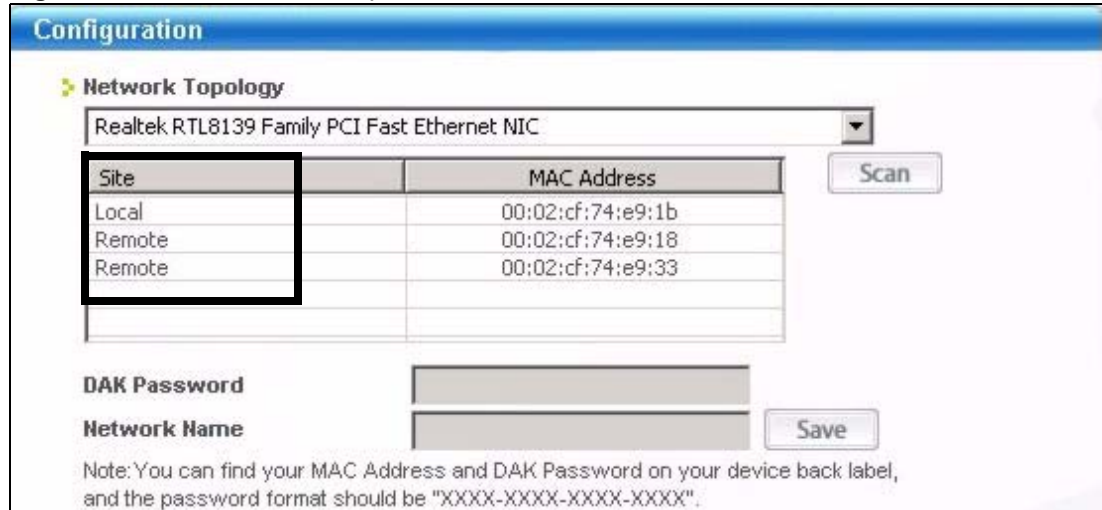 Configuration
Network Topology
Realtek RTL8139 Family PCI Fast Ethernet NIC
Scan
Site MAC Address
Local 00:02:cf:74:e9:1b
Remote 00:02:cf:74:e9:18
Remote 00:02:cf:74:e9:33
DAK Password
Network Name
Save
Note:You can find your MAC Address and DAK Password on your device back label,
and the password format should be "XXXX-XXXX-XXXX-XXXX".